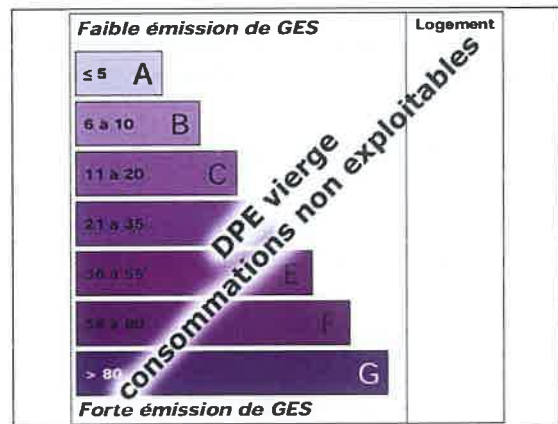 Faible émission de GES
Logement
≤ 5 A
6 à 10 B
11 à 20 C
21 à 35
36 à 55 E
56 à 80 F
> 80 G
DPE vierge
consommations non exploitables
Forte émission de GES